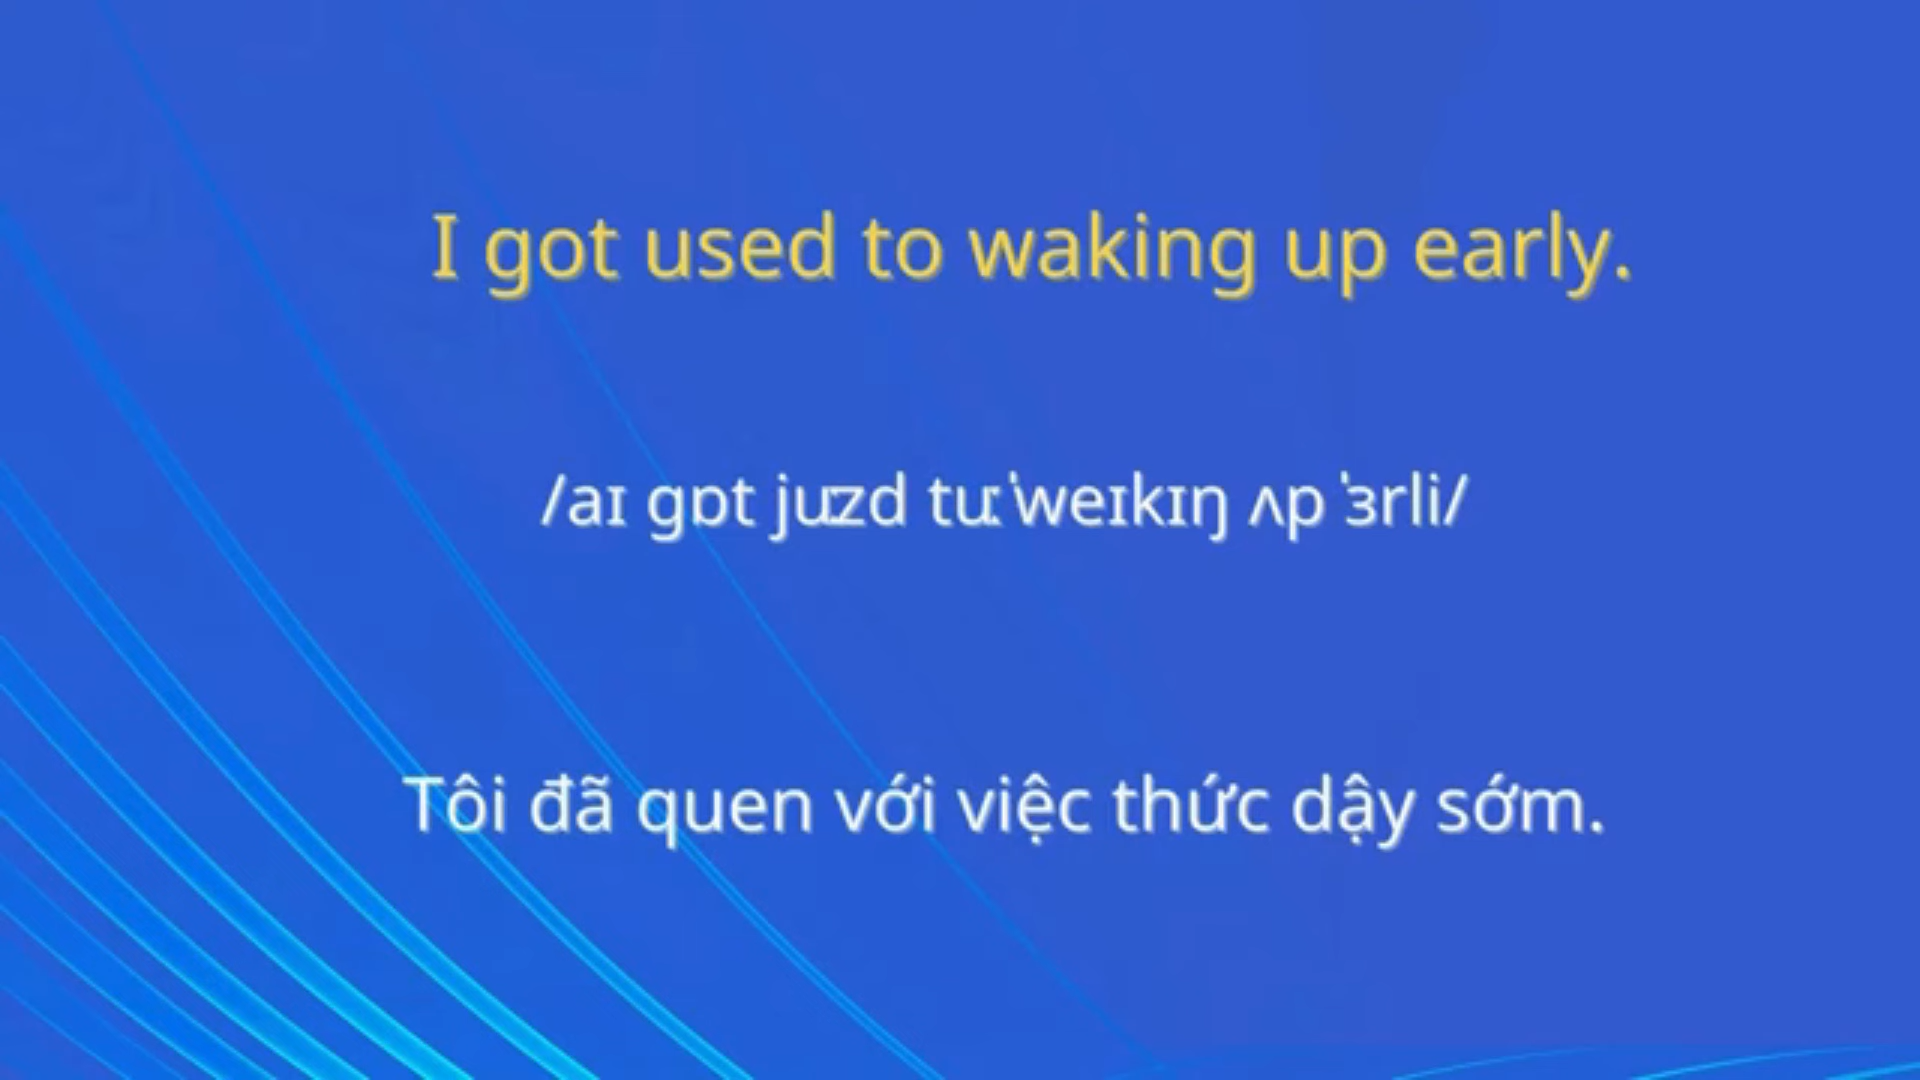 I got used to waking up early.
/aɪ gɒt juːzd tuː ˈweɪkɪŋ ʌp ˈɜrli/
Tôi đã quen với việc thức dậy sớm.